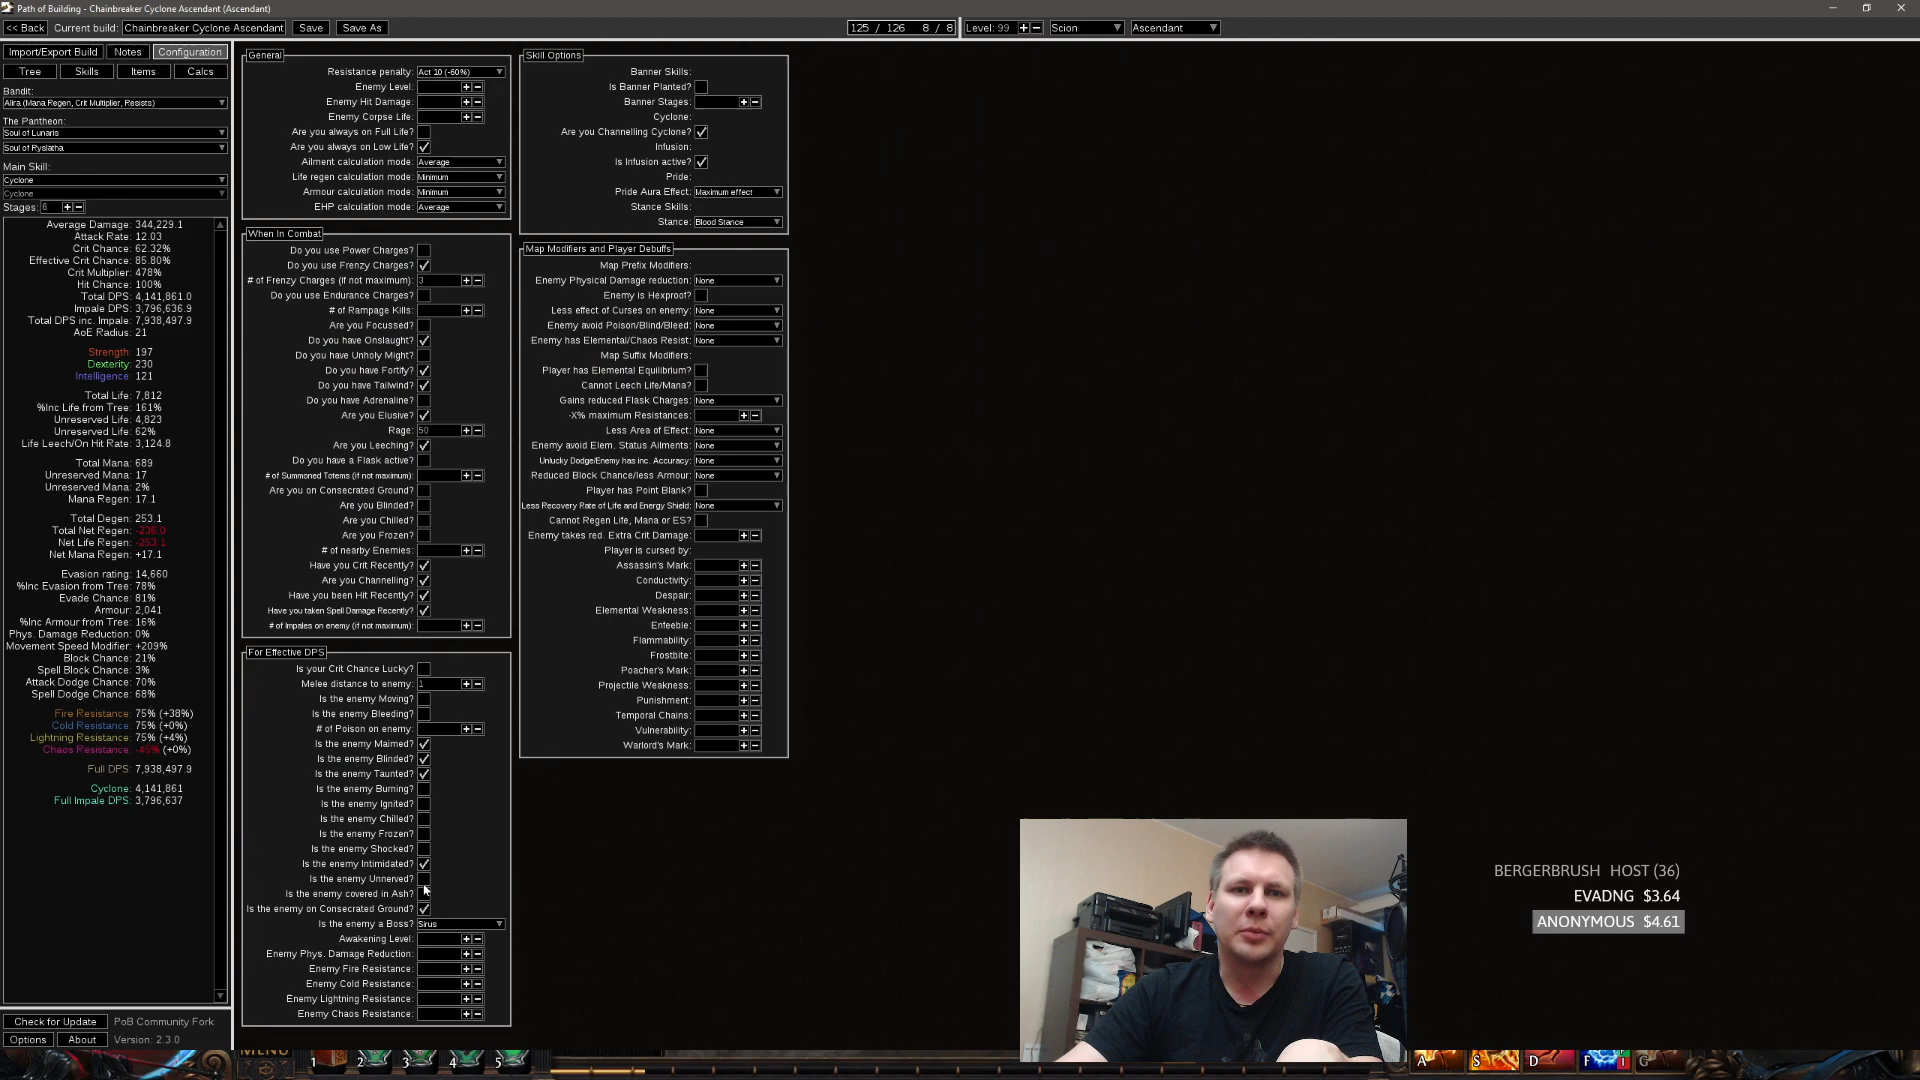 Path of Building - Chainbreaker Cyclone Ascendant (Ascendant)
<< Back Current build: Chainbreaker Cyclone Ascendant Save Save As 125 / 126 8 / 8 Level: 99 Scion Ascendant
Import/Export Build Notes Configuration
Tree Skills Items Calcs
Bandit:
Alira (Mana Regen, Crit Multiplier, Resists)
The Pantheon:
Soul of Lunaris
Soul of Ryslatha
Main Skill:
Cyclone
Cyclone
Stages: 6
Average Damage: 344,229.1
Attack Rate: 12.03
Crit Chance: 62.32%
Effective Crit Chance: 85.80%
Crit Multiplier: 478%
Hit Chance: 100%
Total DPS: 4,141,861.0
Impale DPS: 3,796,636.9
Total DPS inc. Impale: 7,938,497.9
AoE Radius: 21
Strength: 197
Dexterity: 230
Intelligence: 121
Total Life: 7,812
%Inc Life from Tree: 161%
Unreserved Life: 4,823
Unreserved Life: 62%
Life Leech/On Hit Rate: 3,124.8
Total Mana: 689
Unreserved Mana: 17
Unreserved Mana: 2%
Mana Regen: 17.1
Total Degen: 253.1
Total Net Regen: -236.0
Net Life Regen: -253.1
Net Mana Regen: +17.1
Evasion rating: 14,660
%Inc Evasion from Tree: 78%
Evade Chance: 81%
Armour: 2,041
%Inc Armour from Tree: 16%
Phys. Damage Reduction: 0%
Movement Speed Modifier: +209%
Block Chance: 21%
Spell Block Chance: 3%
Attack Dodge Chance: 70%
Spell Dodge Chance: 68%
Fire Resistance: 75% (+38%)
Cold Resistance: 75% (+0%)
Lightning Resistance: 75% (+4%)
Chaos Resistance: -45% (+0%)
Full DPS: 7,938,497.9
Cyclone: 4,141,861
Full Impale DPS: 3,796,637
Check for Update PoB Community Fork
Options About Version: 2.3.0
General
Resistance penalty: Act 10 (-60%)
Enemy Level:
Enemy Hit Damage:
Enemy Corpse Life:
Are you always on Full Life?
Are you always on Low Life?
Ailment calculation mode: Average
Life regen calculation mode: Minimum
Armour calculation mode: Minimum
EHP calculation mode: Average
When In Combat
Do you use Power Charges?
Do you use Frenzy Charges?
# of Frenzy Charges (if not maximum): 3
Do you use Endurance Charges?
# of Rampage Kills:
Are you Focussed?
Do you have Onslaught?
Do you have Unholy Might?
Do you have Fortify?
Do you have Tailwind?
Do you have Adrenaline?
Are you Elusive?
Rage: 50
Are you Leeching?
Do you have a Flask active?
# of Summoned Totems (if not maximum):
Are you on Consecrated Ground?
Are you Blinded?
Are you Chilled?
Are you Frozen?
# of nearby Enemies:
Have you Crit Recently?
Are you Channelling?
Have you been Hit Recently?
Have you taken Spell Damage Recently?
# of Impales on enemy (if not maximum):
For Effective DPS
Is your Crit Chance Lucky?
Melee distance to enemy: 1
Is the enemy Moving?
Is the enemy Bleeding?
# of Poison on enemy:
Is the enemy Maimed?
Is the enemy Blinded?
Is the enemy Taunted?
Is the enemy Burning?
Is the enemy Ignited?
Is the enemy Chilled?
Is the enemy Frozen?
Is the enemy Shocked?
Is the enemy Intimidated?
Is the enemy Unnerved?
Is the enemy covered in Ash?
Is the enemy on Consecrated Ground?
Is the enemy a Boss? Sirus
Awakening Level:
Enemy Phys. Damage Reduction:
Enemy Fire Resistance:
Enemy Cold Resistance:
Enemy Lightning Resistance:
Enemy Chaos Resistance:
Skill Options
Banner Skills:
Is Banner Planted?
Banner Stages:
Cyclone:
Are you Channelling Cyclone?
Infusion:
Is Infusion active?
Pride:
Pride Aura Effect: Maximum effect
Stance Skills:
Stance: Blood Stance
Map Modifiers and Player Debuffs
Map Prefix Modifiers:
Enemy Physical Damage reduction: None
Enemy is Hexproof?
Less effect of Curses on enemy: None
Enemy avoid Poison/Blind/Bleed: None
Enemy has Elemental/Chaos Resist: None
Map Suffix Modifiers:
Player has Elemental Equilibrium?
Cannot Leech Life/Mana?
Gains reduced Flask Charges: None
-X% maximum Resistances:
Less Area of Effect: None
Enemy avoid Elem. Status Ailments: None
Unlucky Dodge/Enemy has inc. Accuracy: None
Reduced Block Chance/less Armour: None
Player has Point Blank?
Less Recovery Rate of Life and Energy Shield: None
Cannot Regen Life, Mana or ES?
Enemy takes red. Extra Crit Damage:
Player is cursed by:
Assassin's Mark:
Conductivity:
Despair:
Elemental Weakness:
Enfeeble:
Flammability:
Frostbite:
Poacher's Mark:
Projectile Weakness:
Punishment:
Temporal Chains:
Vulnerability:
Warlord's Mark:
BERGERBRUSH HOST (36)
EVADNG $3.64
ANONYMOUS $4.61
MENU 1 2 3 4 5 A S D F G